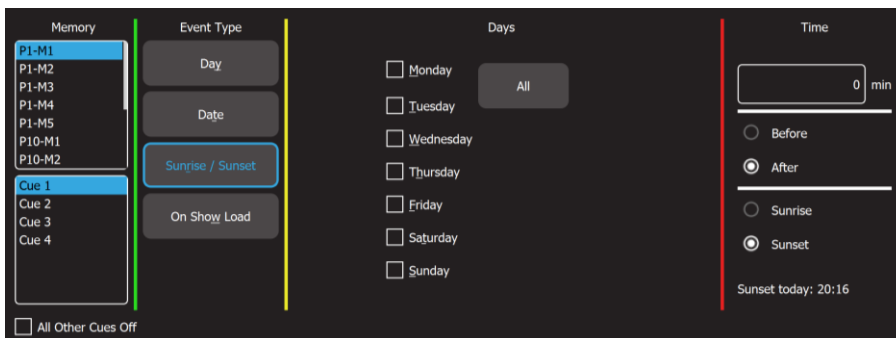 Memory
P1-M1
P1-M2
P1-M3
P1-M4
P1-M5
P10-M1
P10-M2
Cue 1
Cue 2
Cue 3
Cue 4
All Other Cues Off
Event Type
Day
Date
Sunrise / Sunset
On Show Load
Days
Monday
Tuesday
Wednesday
Thursday
Friday
Saturday
Sunday
All
Time
0 min
Before
After
Sunrise
Sunset
Sunset today: 20:16